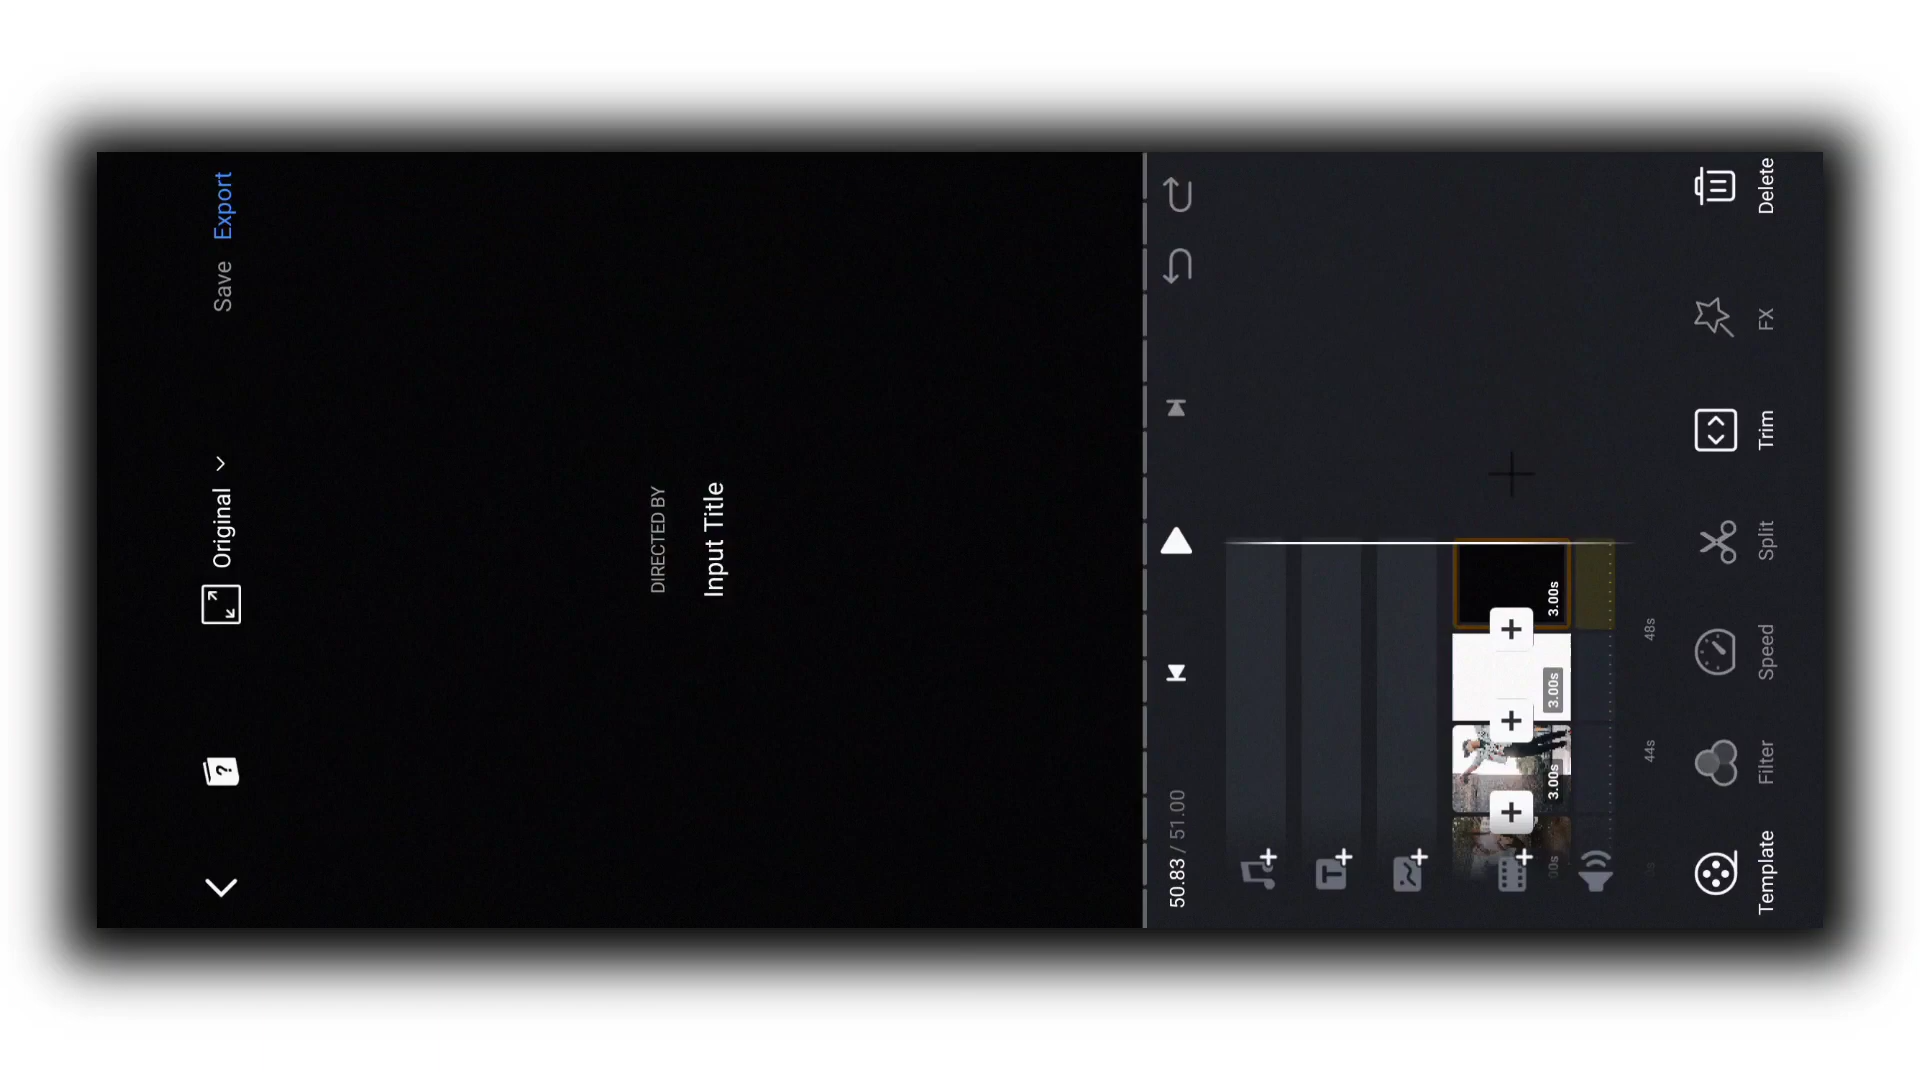 Original
Save Export
DIRECTED BY
Input Title
50.83 / 51.00
T
00s
3.00s
3.00s
3.00s
44s
48s
Template
Filter
Speed
Split
Trim
FX
Delete